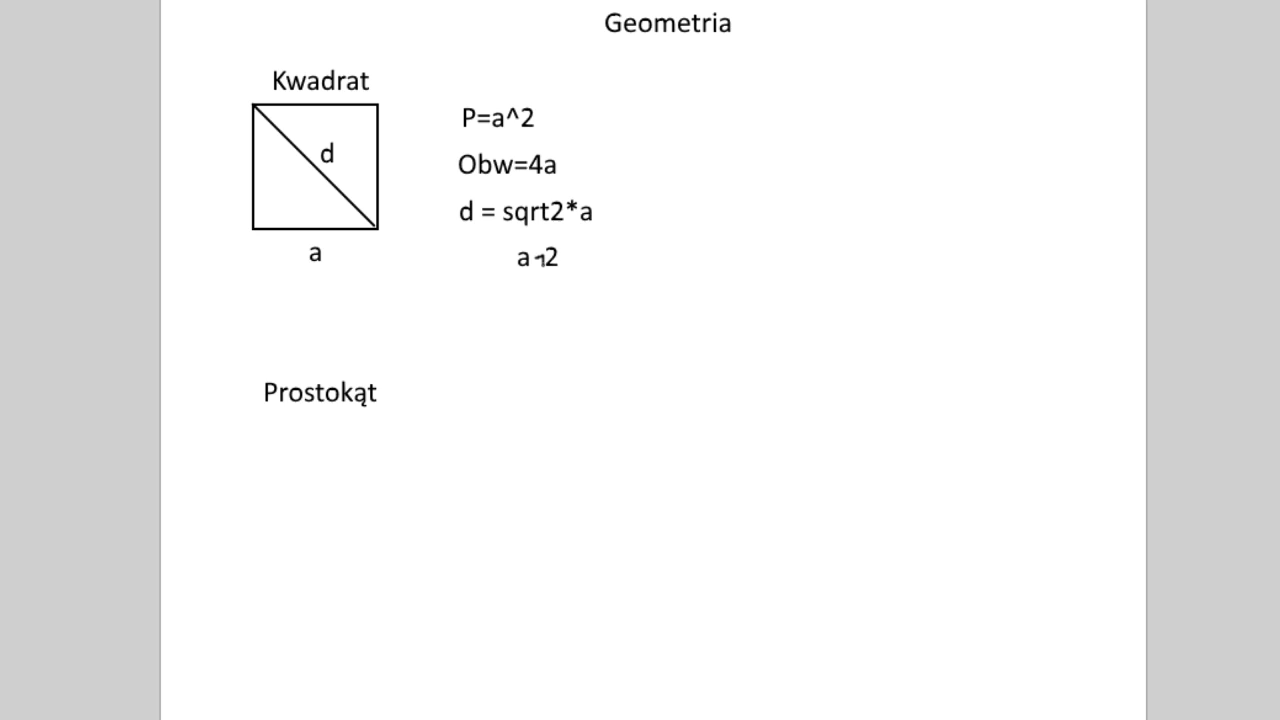 Geometria
Kwadrat
d
a
P=a^2
Obw=4a
d = sqrt2*a
a ¬2
Prostokąt